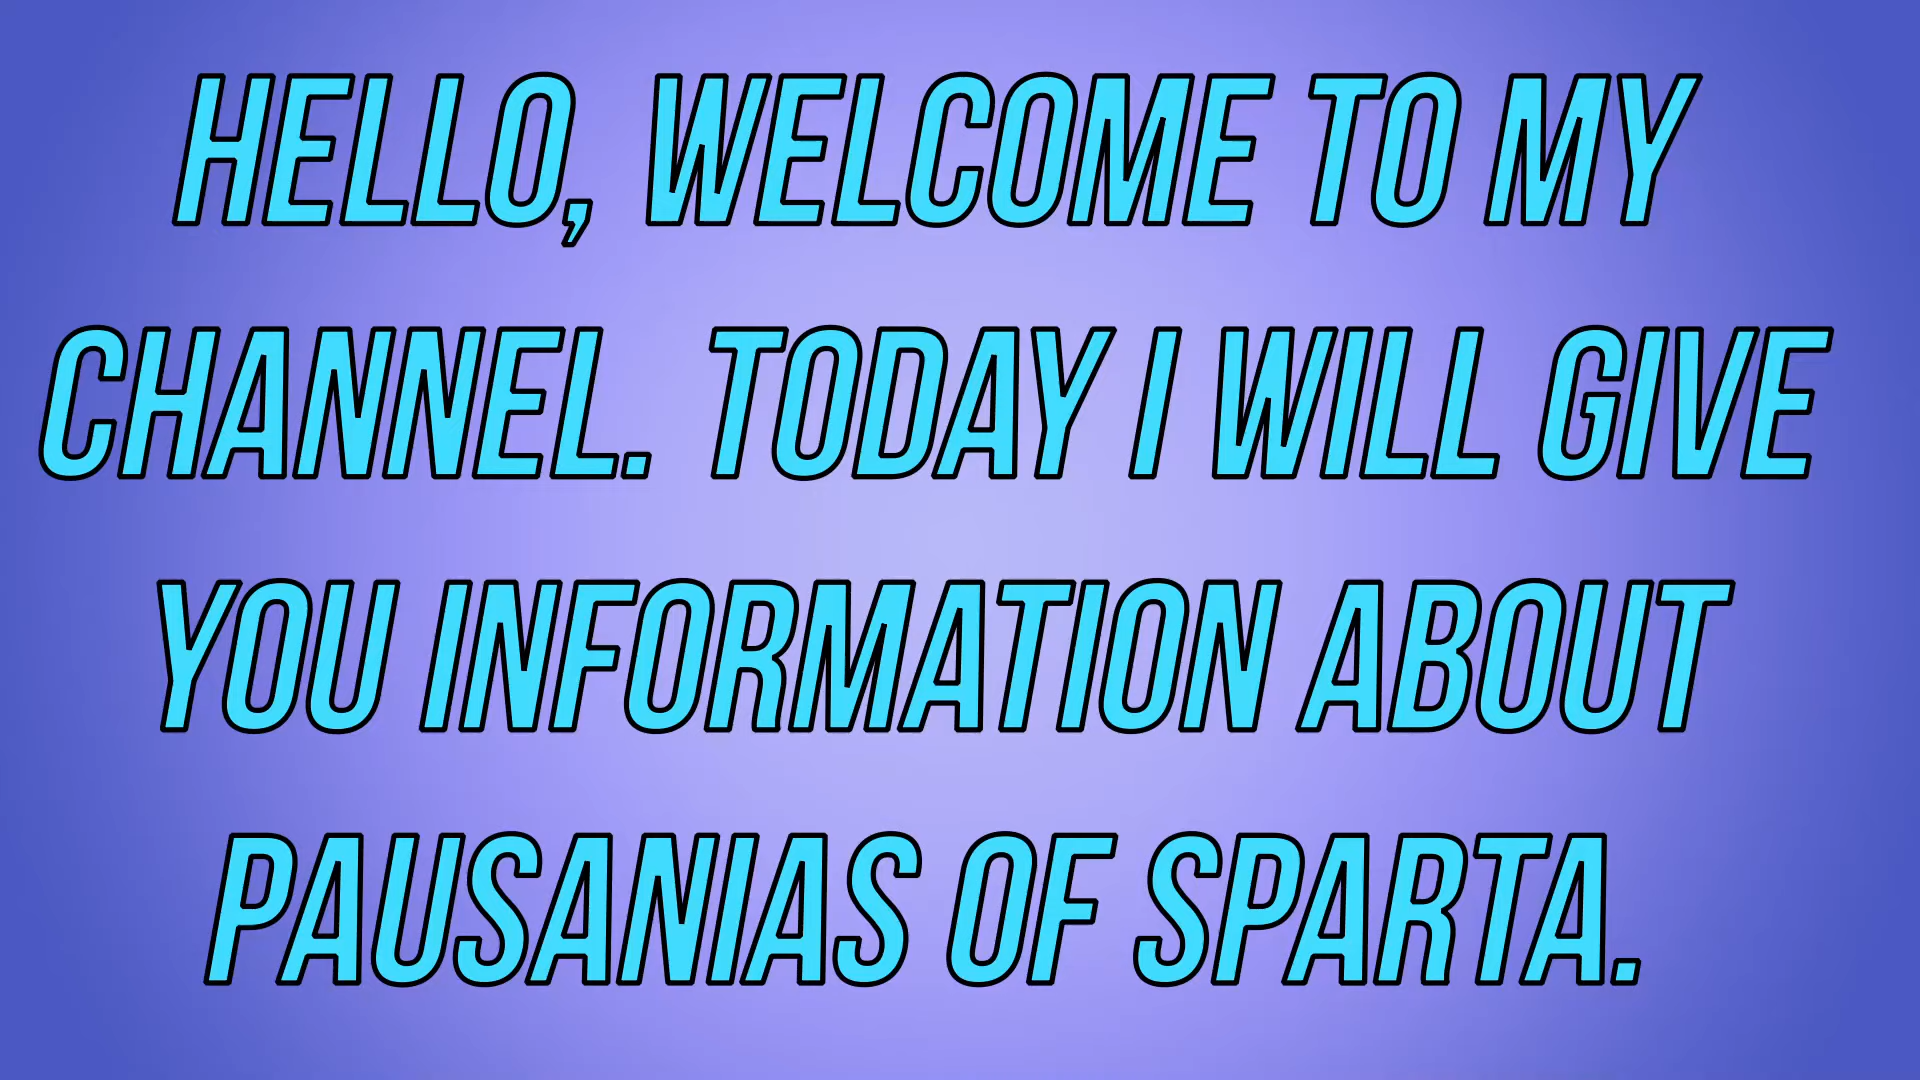 HELLO, WELCOME TO MY
CHANNEL. TODAY I WILL GIVE
YOU INFORMATION ABOUT
PAUSANIAS OF SPARTA.